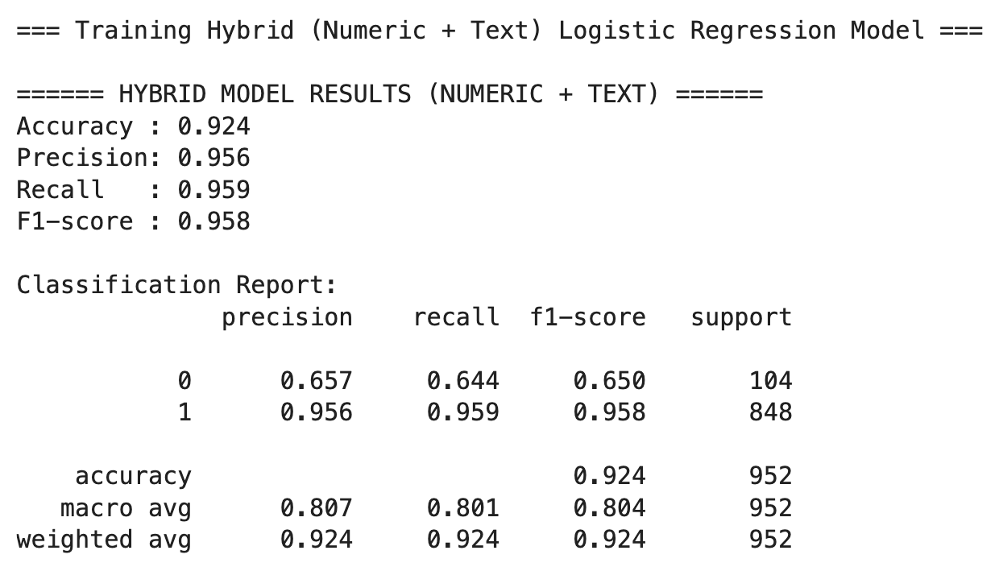 === Training Hybrid (Numeric + Text) Logistic Regression Model ===
====== HYBRID MODEL RESULTS (NUMERIC + TEXT) ======
Accuracy : 0.924
Precision: 0.956
Recall   : 0.959
F1-score : 0.958
Classification Report:
              precision    recall  f1-score   support
           0      0.657     0.644     0.650       104
           1      0.956     0.959     0.958       848
    accuracy                          0.924       952
   macro avg      0.807     0.801     0.804       952
weighted avg      0.924     0.924     0.924       952